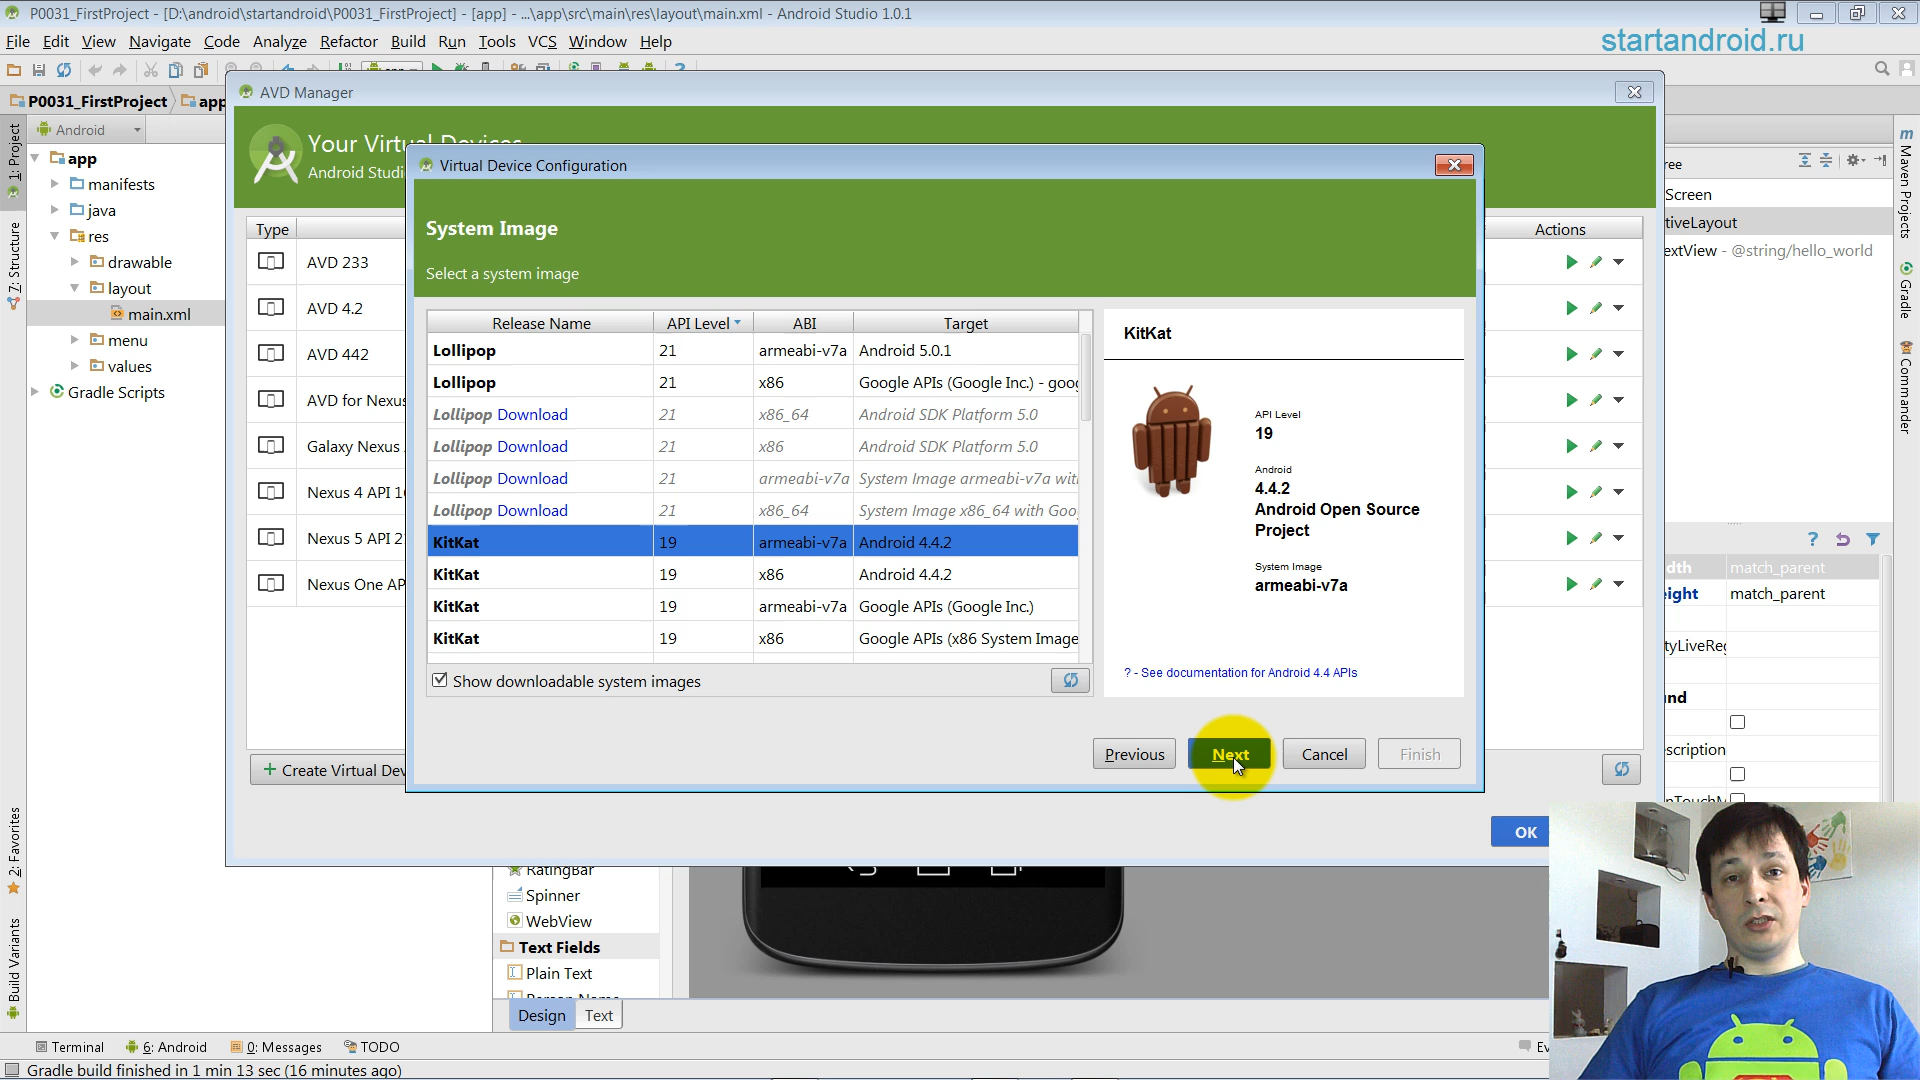 P0031_FirstProject - [D:\android\startandroid\P0031_FirstProject] - [app] - ...\app\src\main\res\layout\main.xml - Android Studio 1.0.1
File Edit View Navigate Code Analyze Refactor Build Run Tools VCS Window Help
startandroid.ru
P0031_FirstProject
app
AVD Manager
Android
1: Project
7: Structure
2: Favorites
Build Variants
app
manifests
java
res
drawable
layout
main.xml
menu
values
Gradle Scripts
Your Virtual Devices
Android Studi
Type
Actions
AVD 233
AVD 4.2
AVD 442
AVD for Nexus
Galaxy Nexus
Nexus 4 API 1
Nexus 5 API 2
Nexus One AP
Create Virtual Dev
OK
Virtual Device Configuration
System Image
Select a system image
Release Name API Level ABI Target
Lollipop 21 armeabi-v7a Android 5.0.1
Lollipop 21 x86 Google APIs (Google Inc.) - goog
Lollipop Download 21 x86_64 Android SDK Platform 5.0
Lollipop Download 21 x86 Android SDK Platform 5.0
Lollipop Download 21 armeabi-v7a System Image armeabi-v7a wit
Lollipop Download 21 x86_64 System Image x86_64 with Goo
KitKat 19 armeabi-v7a Android 4.4.2
KitKat 19 x86 Android 4.4.2
KitKat 19 armeabi-v7a Google APIs (Google Inc.)
KitKat 19 x86 Google APIs (x86 System Image
Show downloadable system images
KitKat
API Level
19
Android
4.4.2
Android Open Source
Project
System Image
armeabi-v7a
? - See documentation for Android 4.4 APIs
Previous Next Cancel Finish
ree
Screen
tiveLayout
extView - @string/hello_world
dth match_parent
eight match_parent
tyLiveReg
und
scription
Maven Projects
Gradle
Commander
RatingBar
Spinner
WebView
Text Fields
Plain Text
Person Name
Design Text
Terminal 6: Android 0: Messages TODO
Ev
Gradle build finished in 1 min 13 sec (16 minutes ago)